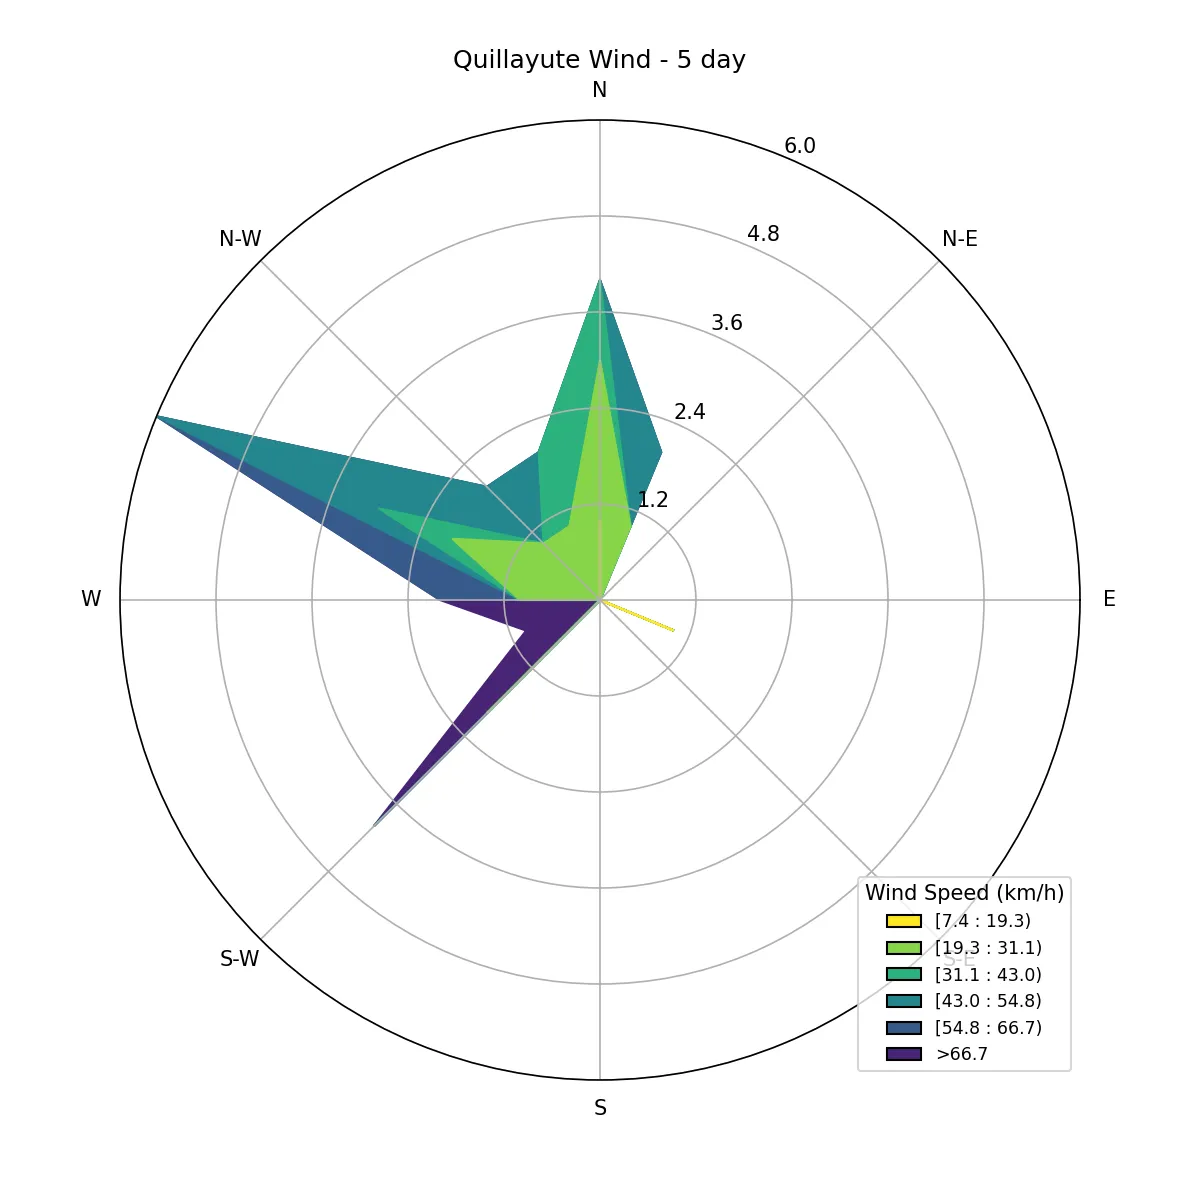 Quillayute Wind - 5 day
N
6.0
N-W
N-E
4.8
3.6
2.4
1.2
W
E
S-W
S-E
S
Wind Speed (km/h)
[7.4 : 19.3)
[19.3 : 31.1)
[31.1 : 43.0)
[43.0 : 54.8)
[54.8 : 66.7)
>66.7